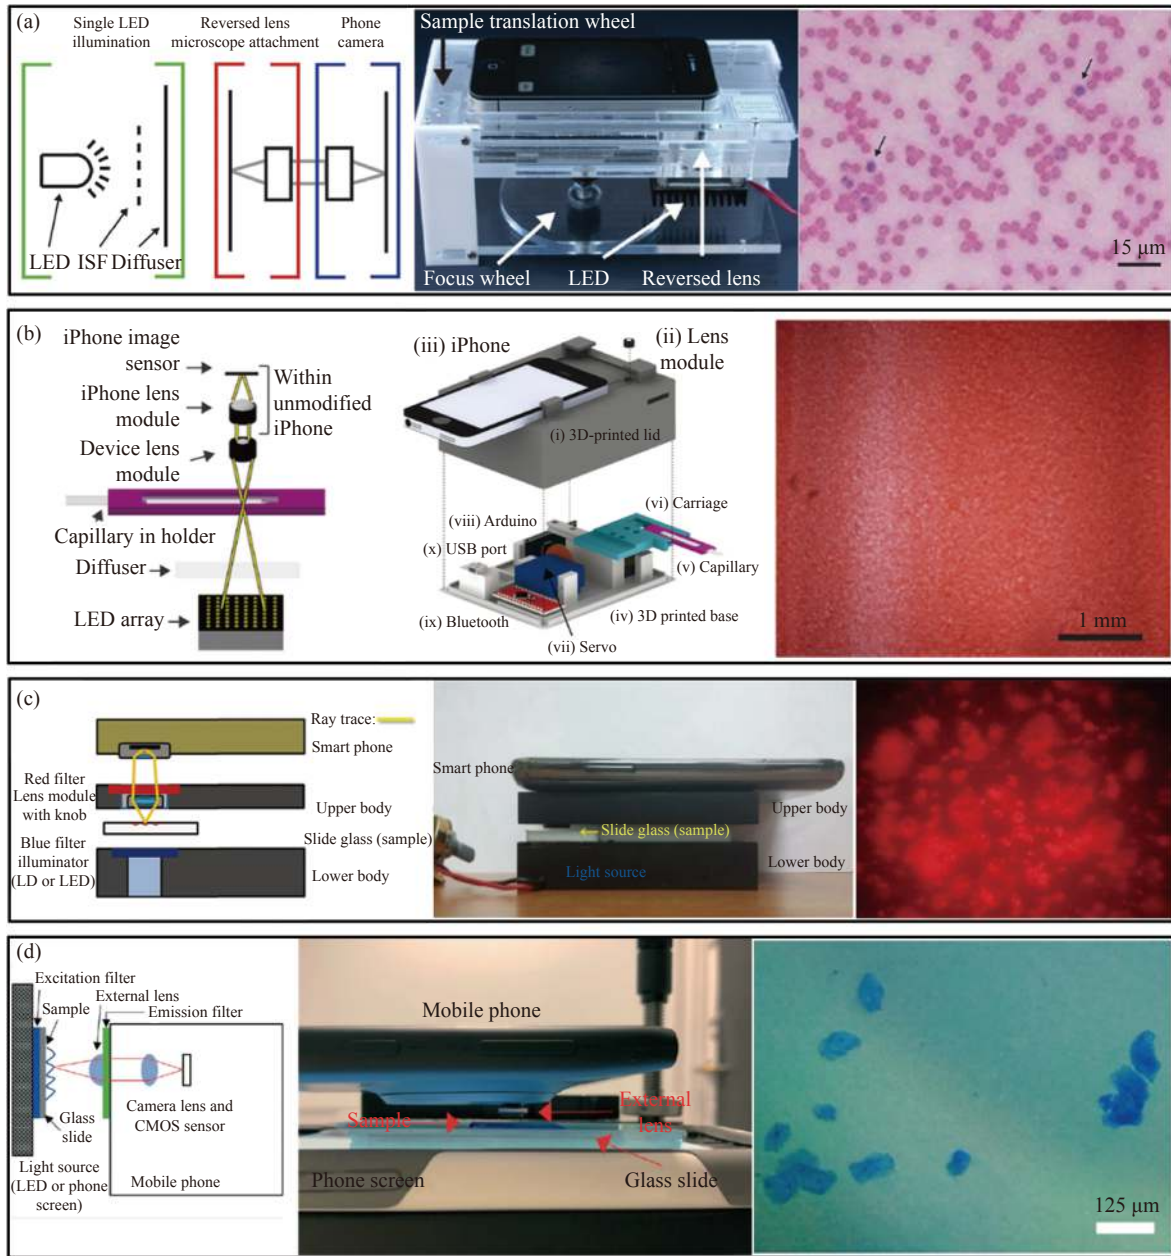 (a)
Single LED
illumination
Reversed lens
microscope attachment
Phone
camera
LED ISF Diffuser
Sample translation wheel
Focus wheel
LED
Reversed lens
15 μm
(b)
iPhone image
sensor
iPhone lens
module
Device lens
module
Within
unmodified
iPhone
Capillary in holder
Diffuser
LED array
(iii) iPhone
(ii) Lens
module
(i) 3D-printed lid
(vi) Carriage
(viii) Arduino
(x) USB port
(v) Capillary
(iv) 3D printed base
(ix) Bluetooth
(vii) Servo
1 mm
(c)
Ray trace:
Smart phone
Red filter
Lens module
with knob
Upper body
Slide glass (sample)
Blue filter
illuminator
(LD or LED)
Lower body
Smart phone
Upper body
Slide glass (sample)
Light source
Lower body
(d)
Excitation filter
Sample
External lens
Emission filter
Glass
slide
Camera lens and
CMOS sensor
Light source
(LED or phone
screen)
Mobile phone
Mobile phone
Sample
External
lens
Phone screen
Glass slide
125 μm